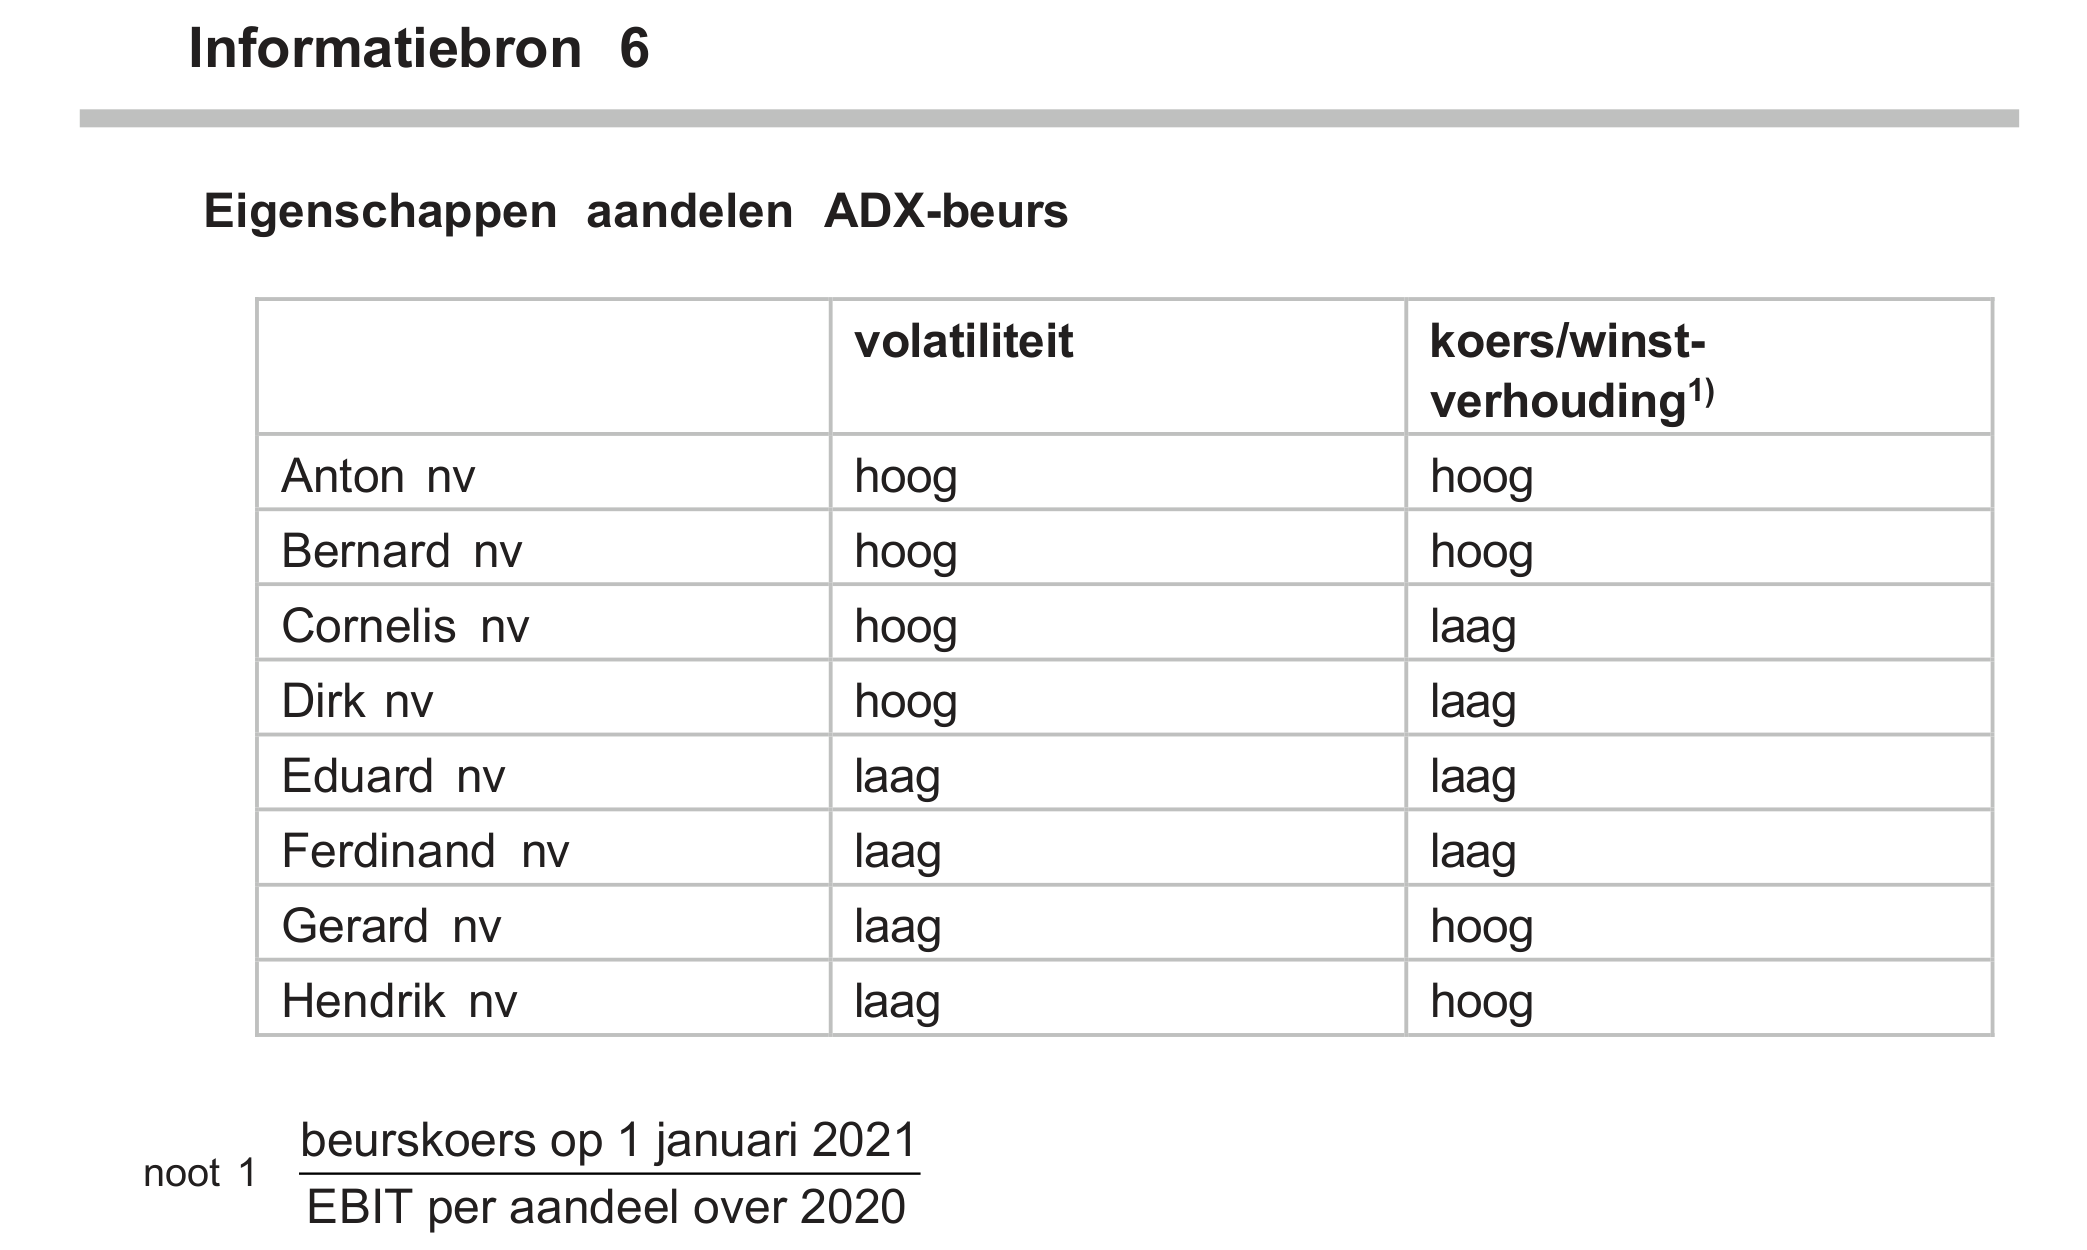 Informatiebron 6
Eigenschappen aandelen ADX-beurs
volatiliteit koers/winst-
verhouding¹⁾
Anton nv hoog hoog
Bernard nv hoog hoog
Cornelis nv hoog laag
Dirk nv hoog laag
Eduard nv laag laag
Ferdinand nv laag laag
Gerard nv laag hoog
Hendrik nv laag hoog
beurskoers op 1 januari 2021
noot 1
EBIT per aandeel over 2020